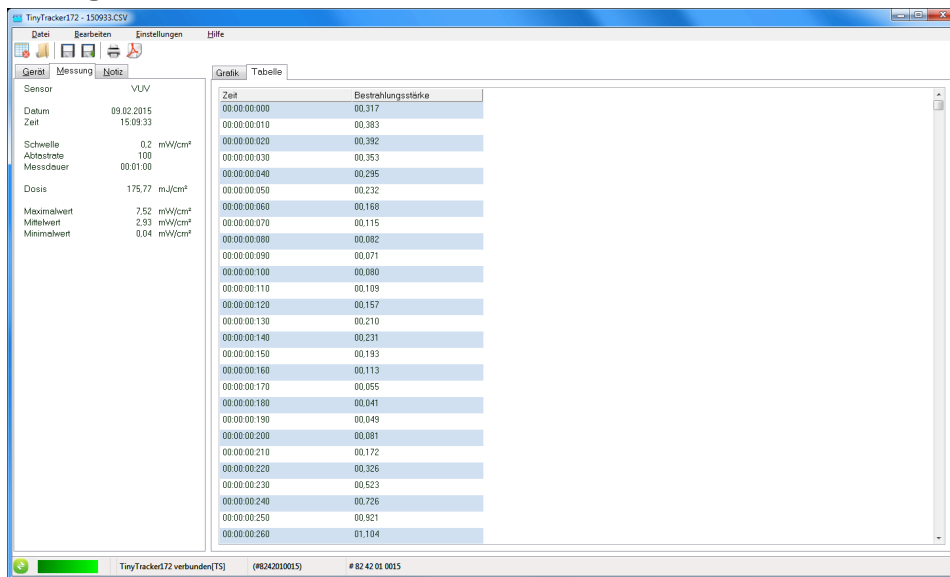 TinyTracker172 - 150933.CSV
Datei Bearbeiten Einstellungen Hilfe
Gerät Messung Notiz
Sensor VUV
Datum 09.02.2015
Zeit 15:09:33
Schwelle 0,2 mW/cm²
Abtastrate 100
Messdauer 00:01:00
Dosis 175,77 mJ/cm²
Maximalwert 7,52 mW/cm²
Mittelwert 2,93 mW/cm²
Minimalwert 0,04 mW/cm²
Grafik Tabelle
Zeit Bestrahlungsstärke
00:00:00:000 00,317
00:00:00:010 00,383
00:00:00:020 00,392
00:00:00:030 00,353
00:00:00:040 00,295
00:00:00:050 00,232
00:00:00:060 00,168
00:00:00:070 00,115
00:00:00:080 00,082
00:00:00:090 00,071
00:00:00:100 00,080
00:00:00:110 00,109
00:00:00:120 00,157
00:00:00:130 00,210
00:00:00:140 00,231
00:00:00:150 00,193
00:00:00:160 00,113
00:00:00:170 00,055
00:00:00:180 00,041
00:00:00:190 00,049
00:00:00:200 00,081
00:00:00:210 00,172
00:00:00:220 00,326
00:00:00:230 00,523
00:00:00:240 00,726
00:00:00:250 00,921
00:00:00:260 01,104
TinyTracker172 verbunden[TS] (#8242010015) # 82 42 01 0015